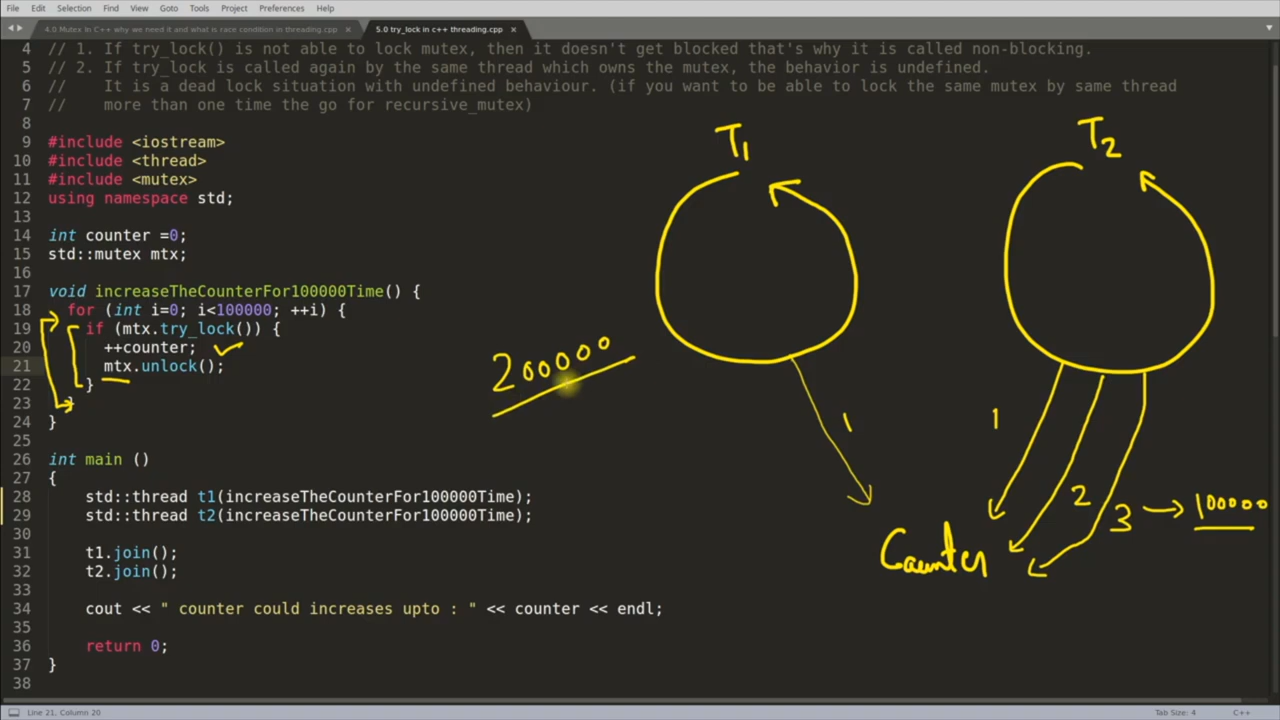 File Edit Selection Find View Goto Tools Project Preferences Help
4.0 Mutex In C++ why we need it and what is race condition in threading.cpp × 5.0 try_lock in c++ threading.cpp ×
4 // 1. If try_lock() is not able to lock mutex, then it doesn't get blocked that's why it is called non-blocking.
5 // 2. If try_lock is called again by the same thread which owns the mutex, the behavior is undefined.
6 // It is a dead lock situation with undefined behaviour. (if you want to be able to lock the same mutex by same thread
7 // more than one time the go for recursive_mutex)
8
9 #include <iostream>
10 #include <thread>
11 #include <mutex>
12 using namespace std;
13
14 int counter =0;
15 std::mutex mtx;
16
17 void increaseTheCounterFor100000Time() {
18 for (int i=0; i<100000; ++i) {
19 if (mtx.try_lock()) {
20 ++counter;
21 mtx.unlock();
22 }
23 }
24 }
25
26 int main ()
27 {
28 std::thread t1(increaseTheCounterFor100000Time);
29 std::thread t2(increaseTheCounterFor100000Time);
30
31 t1.join();
32 t2.join();
33
34 cout << " counter could increases upto : " << counter << endl;
35
36 return 0;
37 }
38
T1
T2
200000
1
1
2
3 → 100000
Counter
Line 21, Column 20
Tab Size: 4
C++